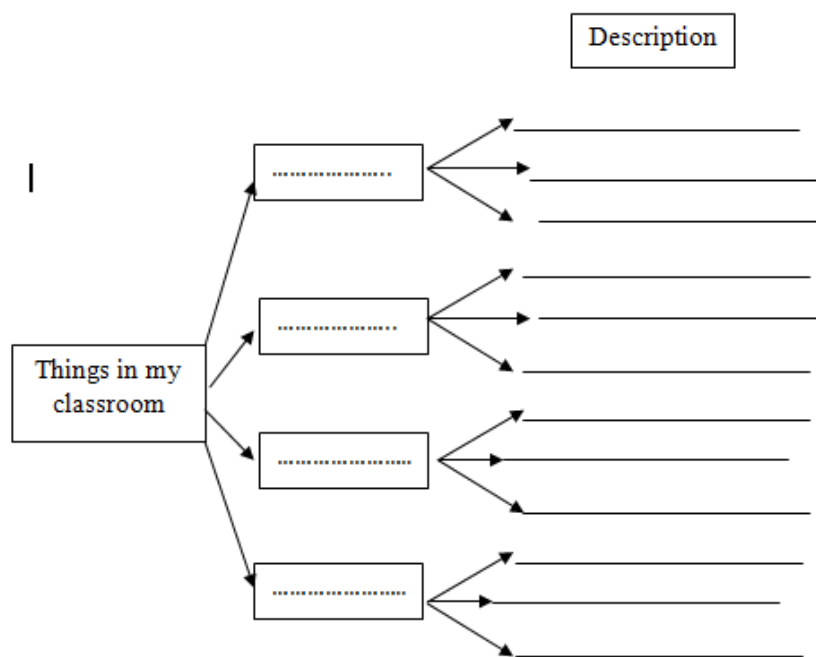 Description
………………..
………………..
Things in my
classroom
…………………..
…………………..